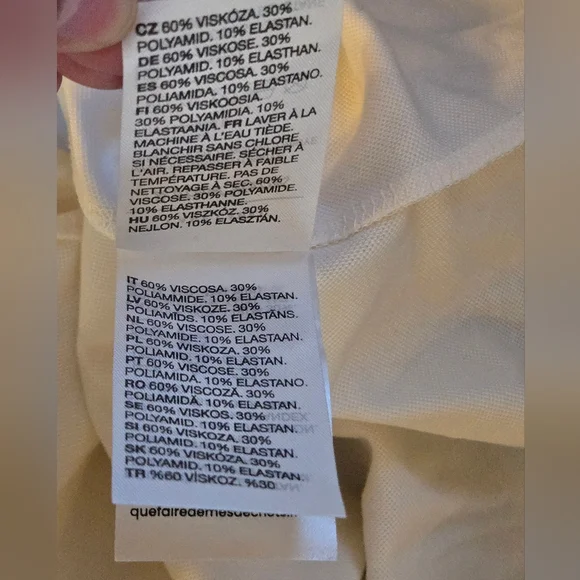 CZ 60% VISKÓZA. 30%
POLYAMID. 10% ELASTAN.
DE 60% VISKOSE. 30%
POLYAMID. 10% ELASTHAN.
ES 60% VISCOSA. 30%
POLIAMIDA. 10% ELASTANO.
FI 60% VISKOOSIA.
30% POLYAMIDIA. 10%
ELASTAANIA. FR LAVER À LA
MACHINE À L'EAU TIÈDE.
BLANCHIR SANS CHLORE
SI NÉCESSAIRE. SÉCHER À
L'AIR. REPASSER À FAIBLE
TEMPÉRATURE. PAS DE
NETTOYAGE À SEC. 60%
VISCOSE. 30% POLYAMIDE.
10% ELASTHANNE.
HU 60% VISZKÓZ. 30%
NEJLON. 10% ELASZTÁN.
IT 60% VISCOSA. 30%
POLIAMMIDE. 10% ELASTAN.
LV 60% VISKOZE. 30%
POLIAMĪDS. 10% ELASTĀNS.
NL 60% VISCOSE. 30%
POLYAMIDE. 10% ELASTAAN.
PL 60% WISKOZA. 30%
POLIAMID. 10% ELASTAN.
PT 60% VISCOSE. 30%
POLIAMIDA. 10% ELASTANO.
RO 60% VISCOZĂ. 30%
POLIAMIDĂ. 10% ELASTAN.
SE 60% VISKOS. 30%
POLYAMID. 10% ELASTAN.
SI 60% VISKOZA. 30%
POLIAMID. 10% ELASTAN.
SK 60% VISKÓZA. 30%
POLYAMID. 10% ELASTAN.
TR %60 VİSKOZ. %30
quefairedemesdechets.fr